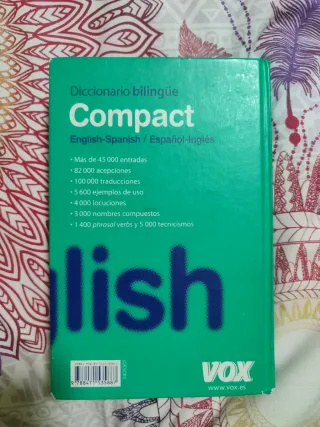 Diccionario bilingüe
Compact
English-Spanish / Español-Inglés
• Más de 45 000 entradas
• 82 000 acepciones
• 100 000 traducciones
• 5 600 ejemplos de uso
• 4 000 locuciones
• 3 000 nombres compuestos
• 1 400 phrasal verbs y 5 000 tecnicismos
lish
VOX
www.vox.es